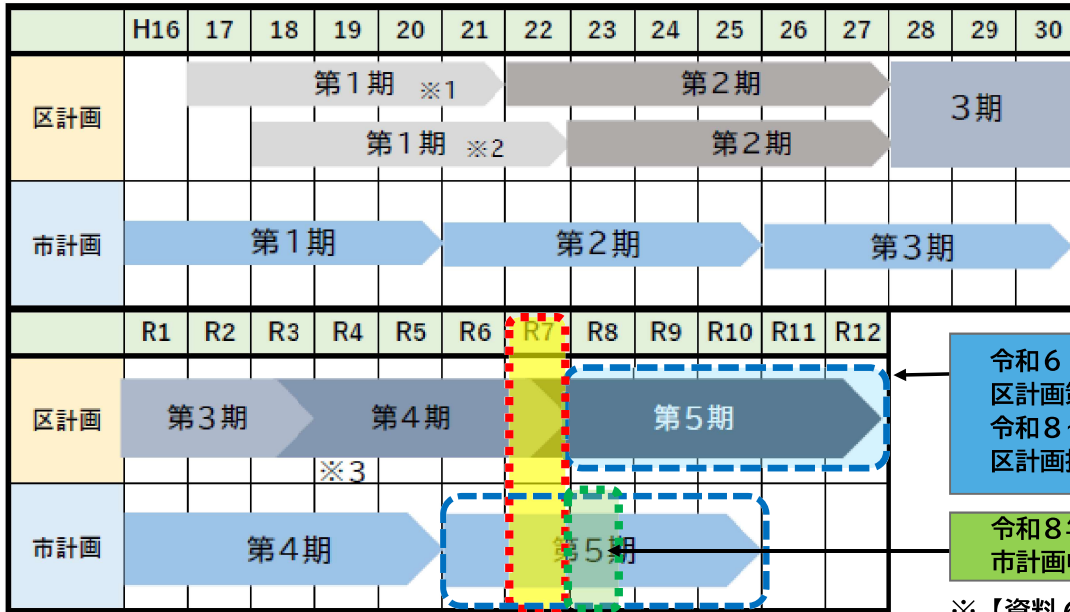 H16 17 18 19 20 21 22 23 24 25 26 27 28 29 30
区計画
第1期 ※1
第2期
3期
第1期 ※2
第2期
市計画
第1期
第2期
第3期
R1 R2 R3 R4 R5 R6 R7 R8 R9 R10 R11 R12
区計画
第3期
第4期
第5期
※3
市計画
第4期
第5期
令和6
区計画
令和8
区計画
令和8
市計画
※【資料